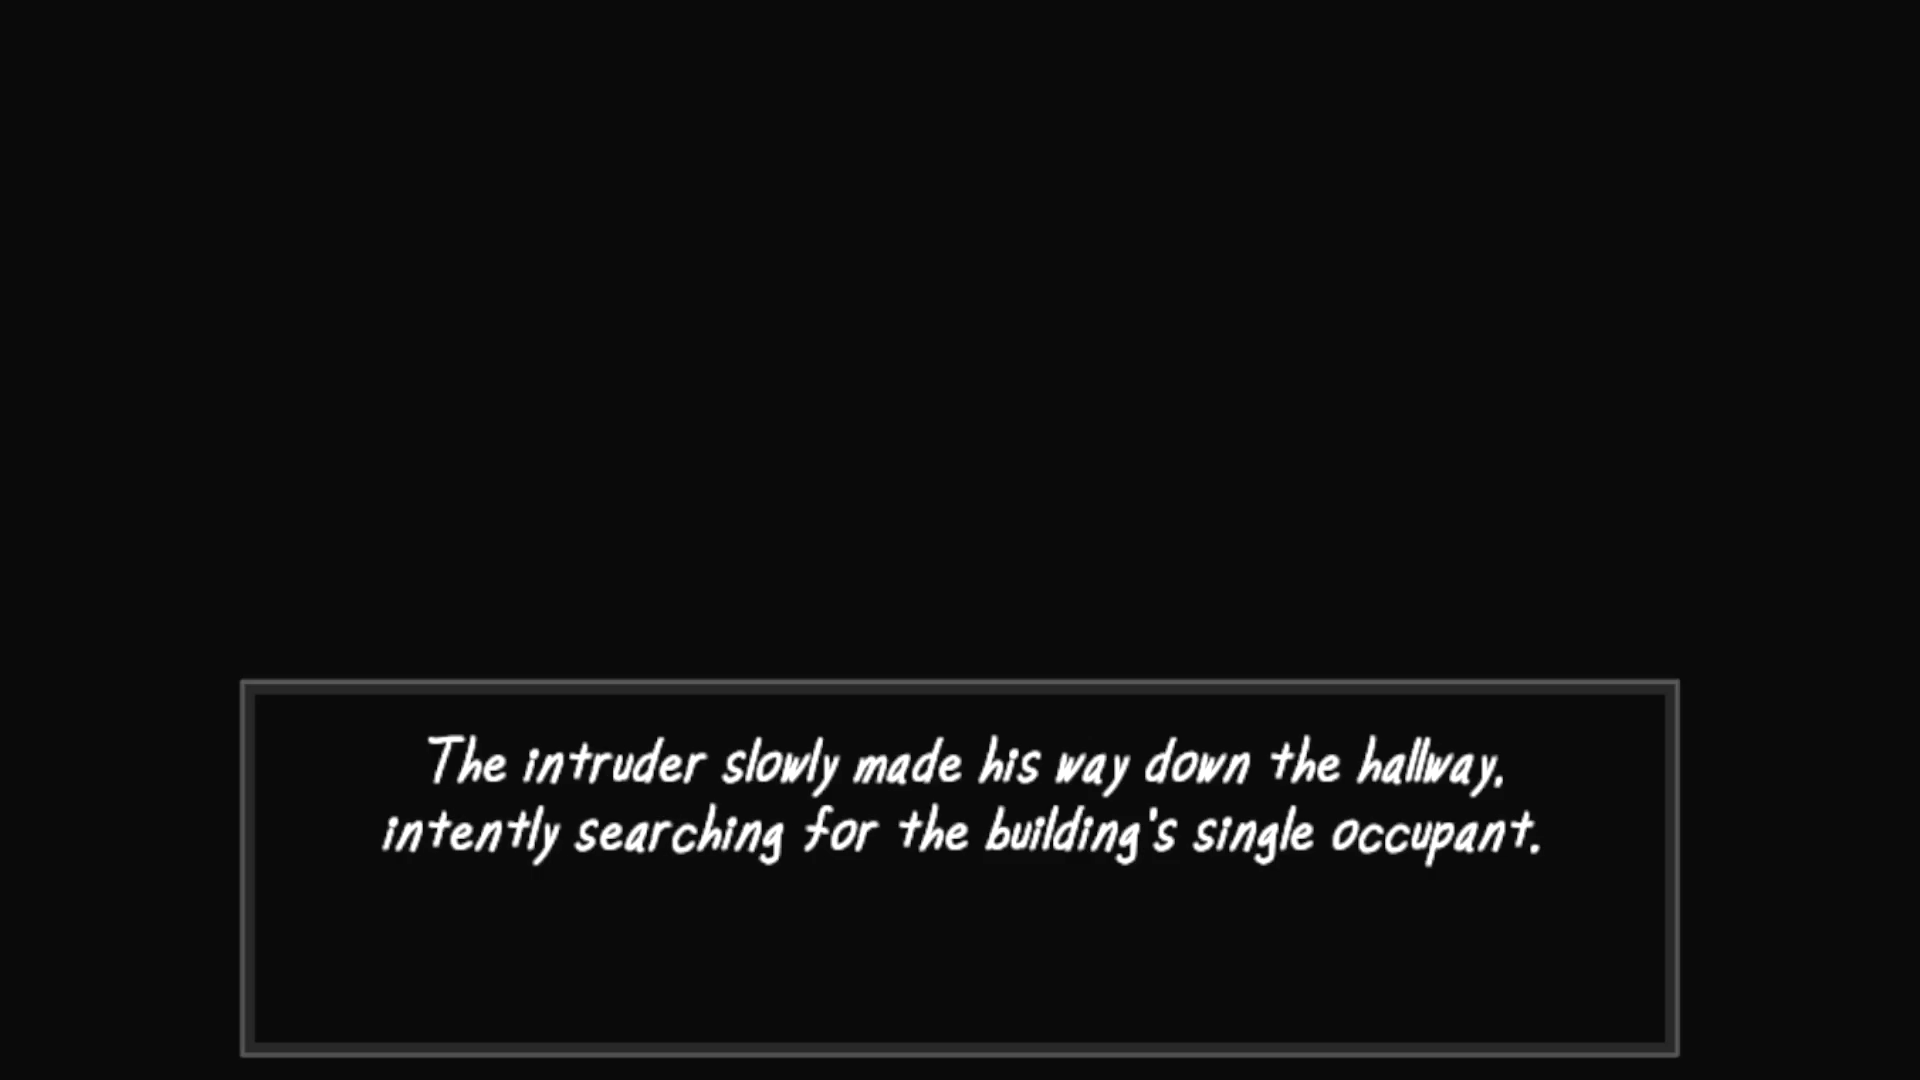 The intruder slowly made his way down the hallway,
intently searching for the building's single occupant.